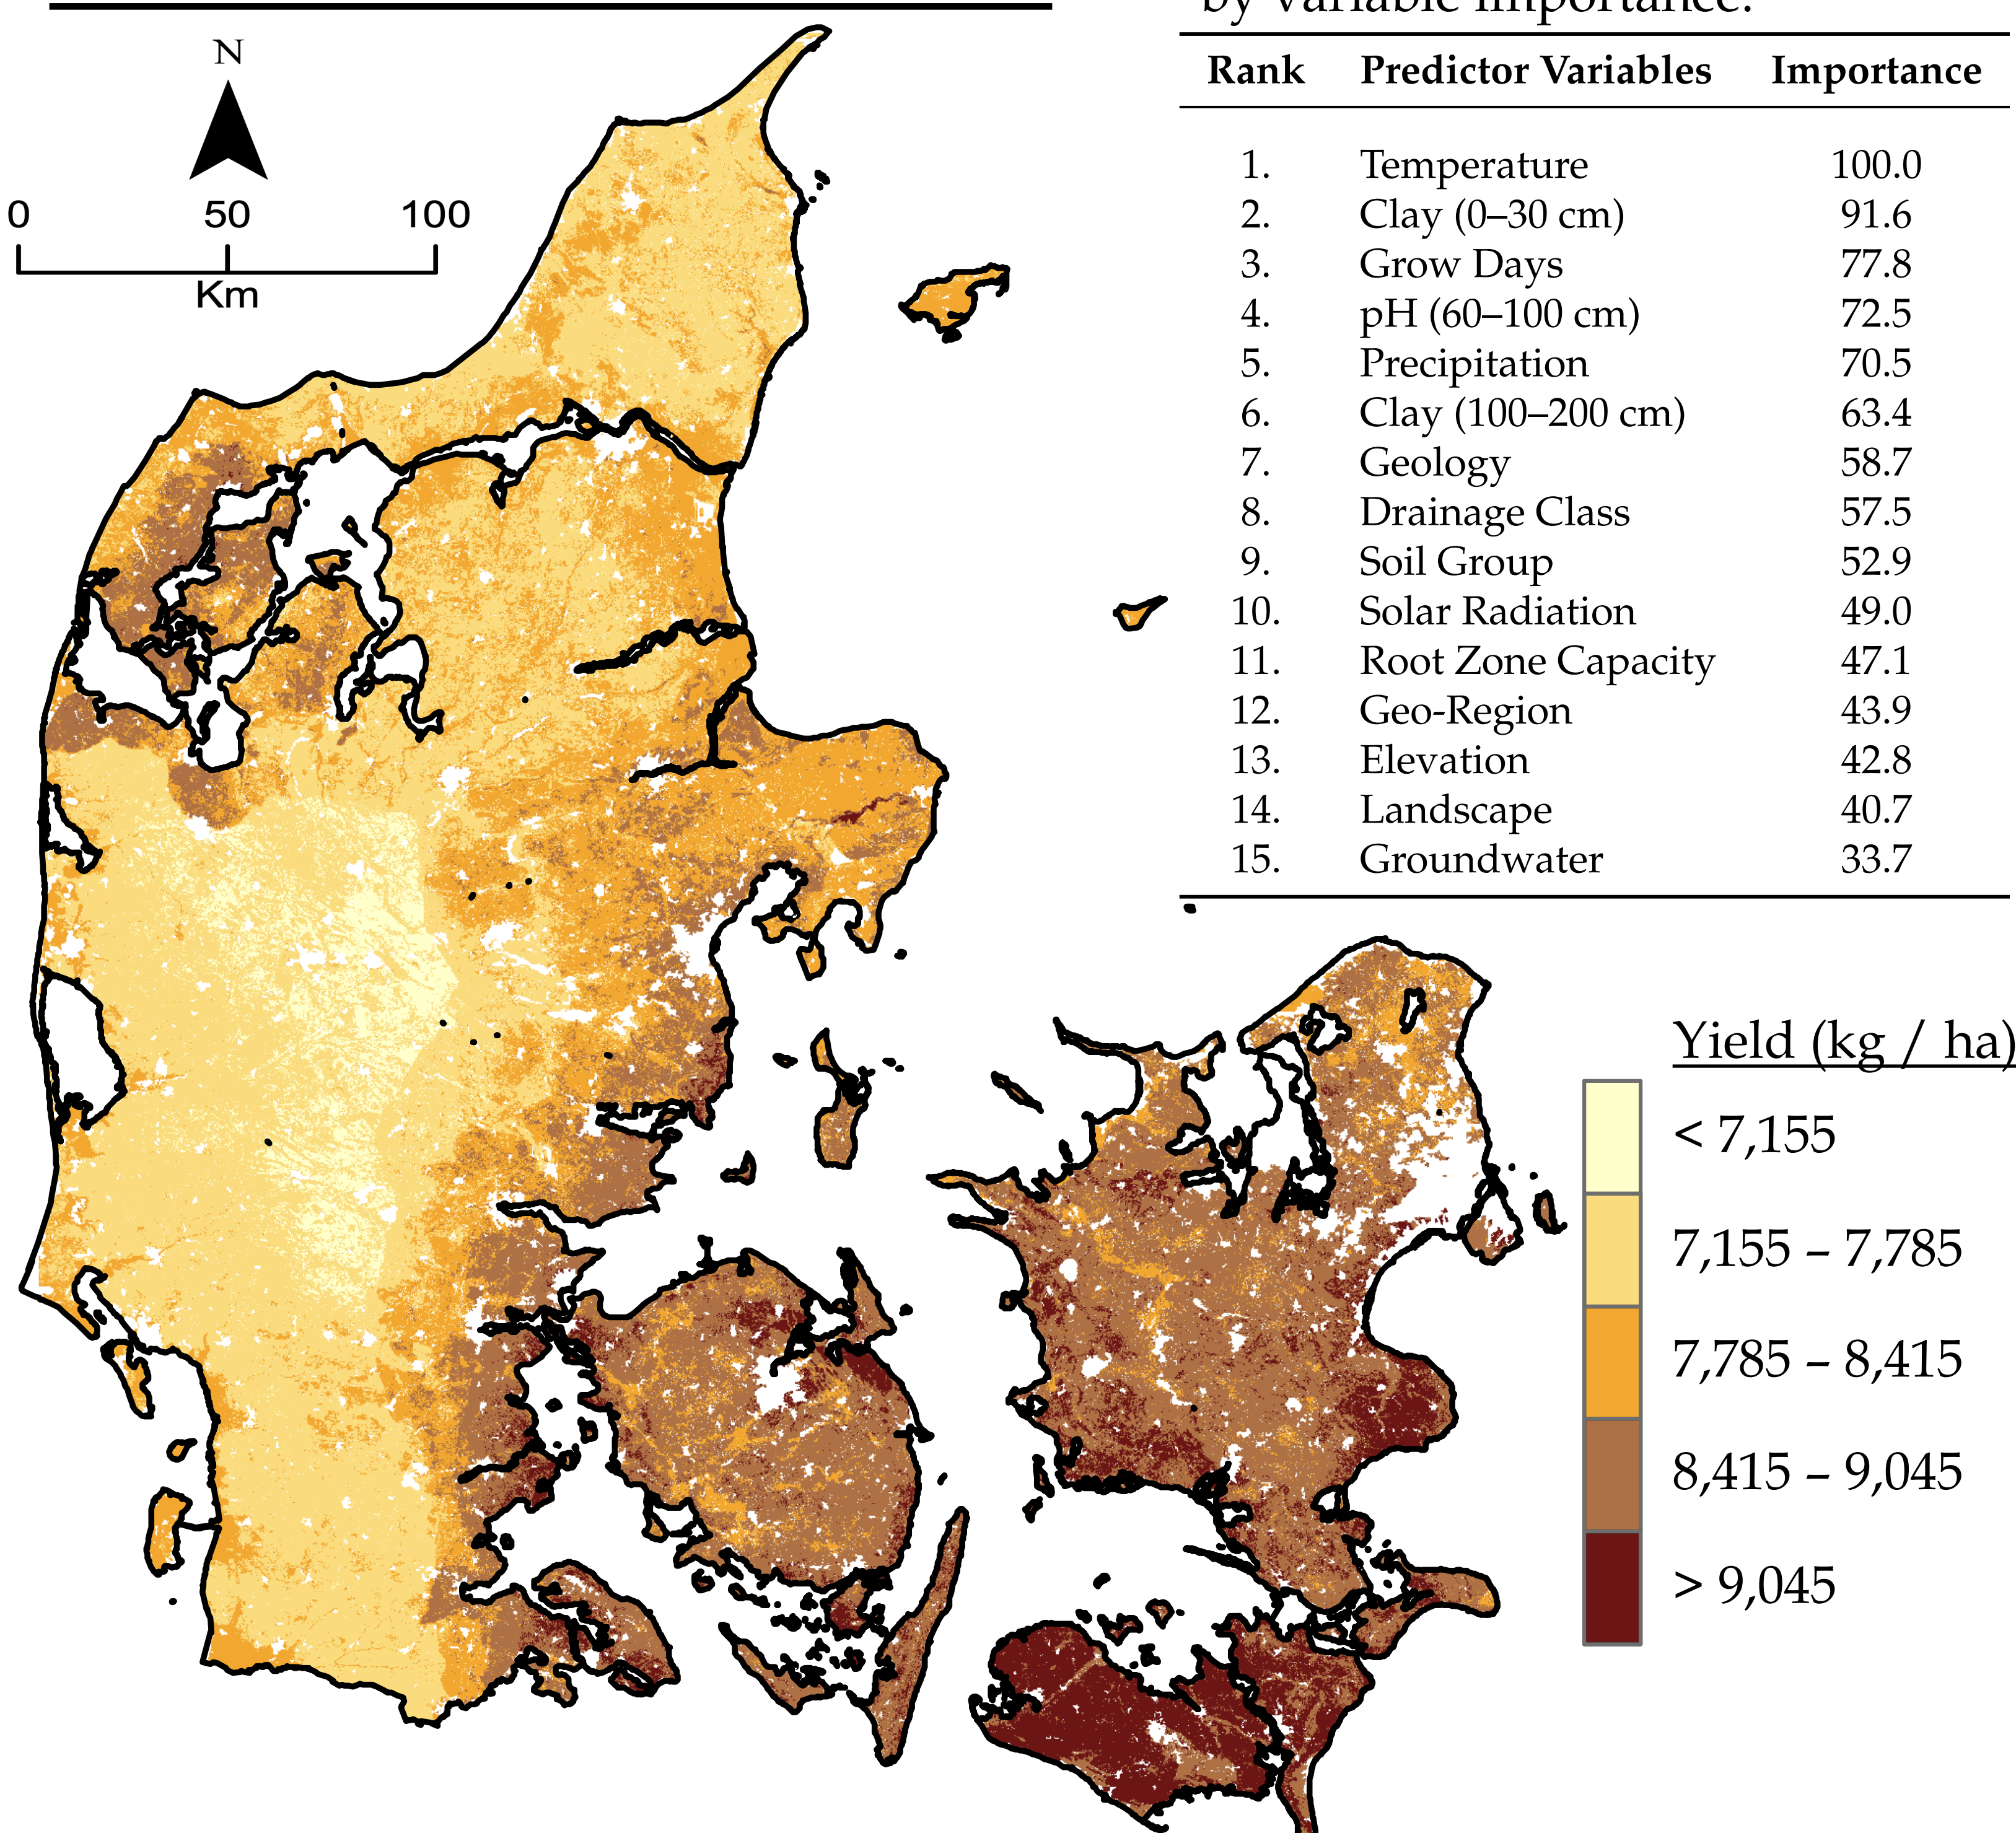 by variable importance.
N
0 50 100
Km
Rank Predictor Variables Importance
1. Temperature 100.0
2. Clay (0–30 cm) 91.6
3. Grow Days 77.8
4. pH (60–100 cm) 72.5
5. Precipitation 70.5
6. Clay (100–200 cm) 63.4
7. Geology 58.7
8. Drainage Class 57.5
9. Soil Group 52.9
10. Solar Radiation 49.0
11. Root Zone Capacity 47.1
12. Geo-Region 43.9
13. Elevation 42.8
14. Landscape 40.7
15. Groundwater 33.7
Yield (kg / ha)
< 7,155
7,155 – 7,785
7,785 – 8,415
8,415 – 9,045
> 9,045